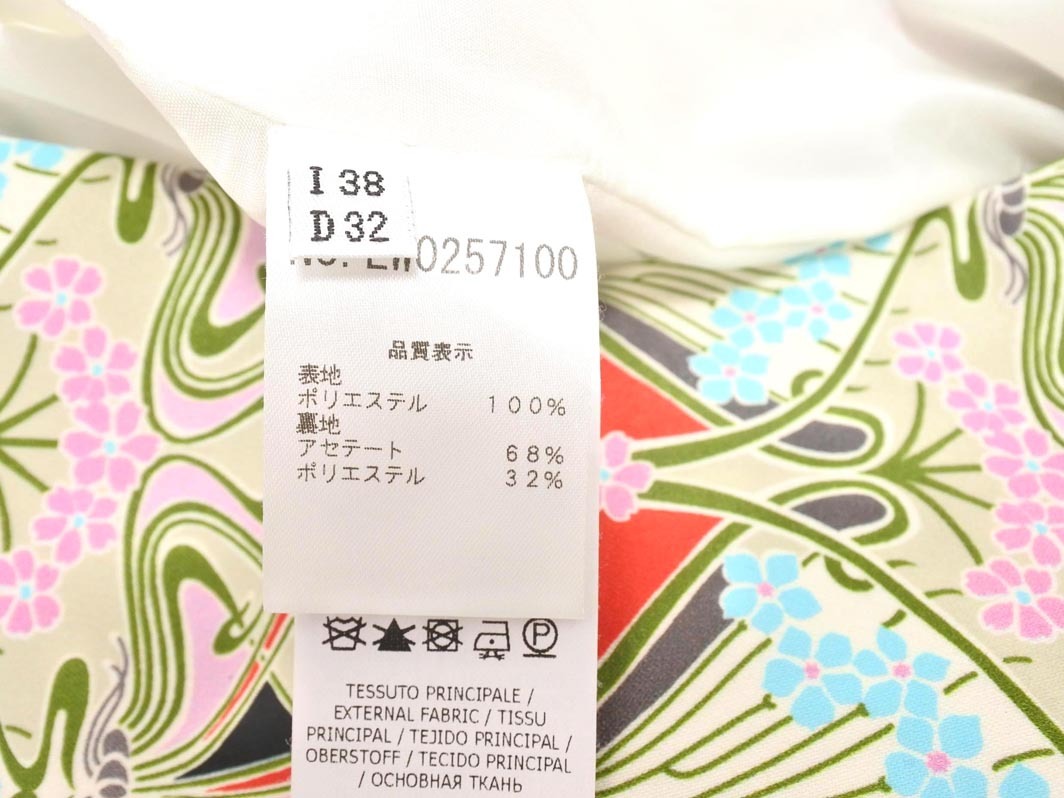 I 38
D 32
No. EW0257100
品質表示
表地
ポリエステル 100%
裏地
アセテート 68%
ポリエステル 32%
P
TESSUTO PRINCIPALE /
EXTERNAL FABRIC / TISSU
PRINCIPAL / TEJIDO PRINCIPAL /
OBERSTOFF / TECIDO PRINCIPAL
/ ОСНОВНАЯ ТКАНЬ